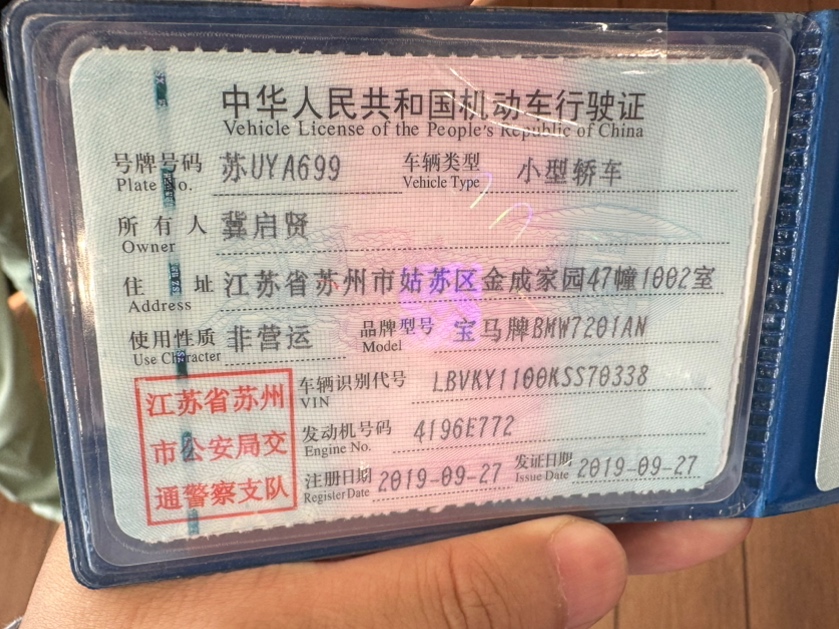 中华人民共和国机动车行驶证
Vehicle License of the People's Republic of China
号牌号码 苏UYA699 车辆类型 小型轿车
Plate No. Vehicle Type
所有人 冀启贤
Owner
住址 江苏省苏州市姑苏区金成家园47幢1002室
Address
使用性质 非营运 品牌型号 宝马牌BMW7201AN
Use Character Model
江苏省苏州
市公安局交
通警察支队
车辆识别代号 LBVKY1100KSS70338
VIN
发动机号码 4196E772
Engine No.
注册日期 2019-09-27 发证日期 2019-09-27
Register Date Issue Date